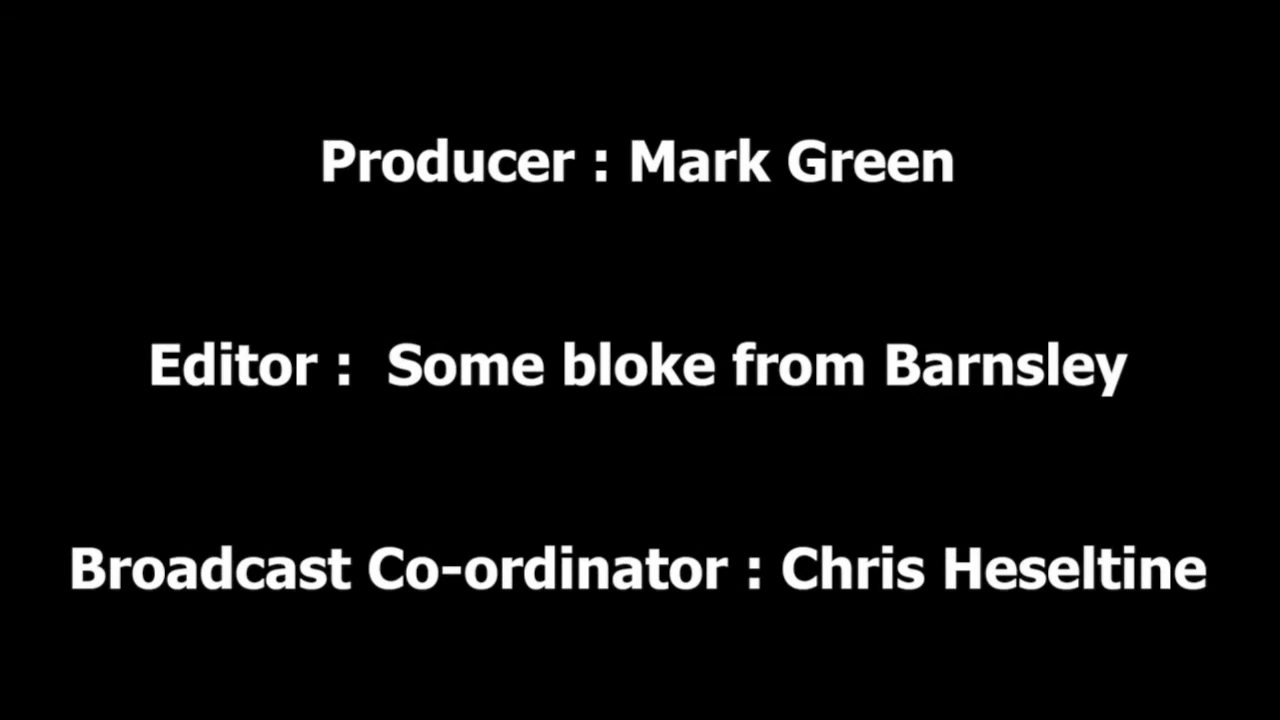 Producer : Mark Green
Editor :  Some bloke from Barnsley
Broadcast Co-ordinator : Chris Heseltine